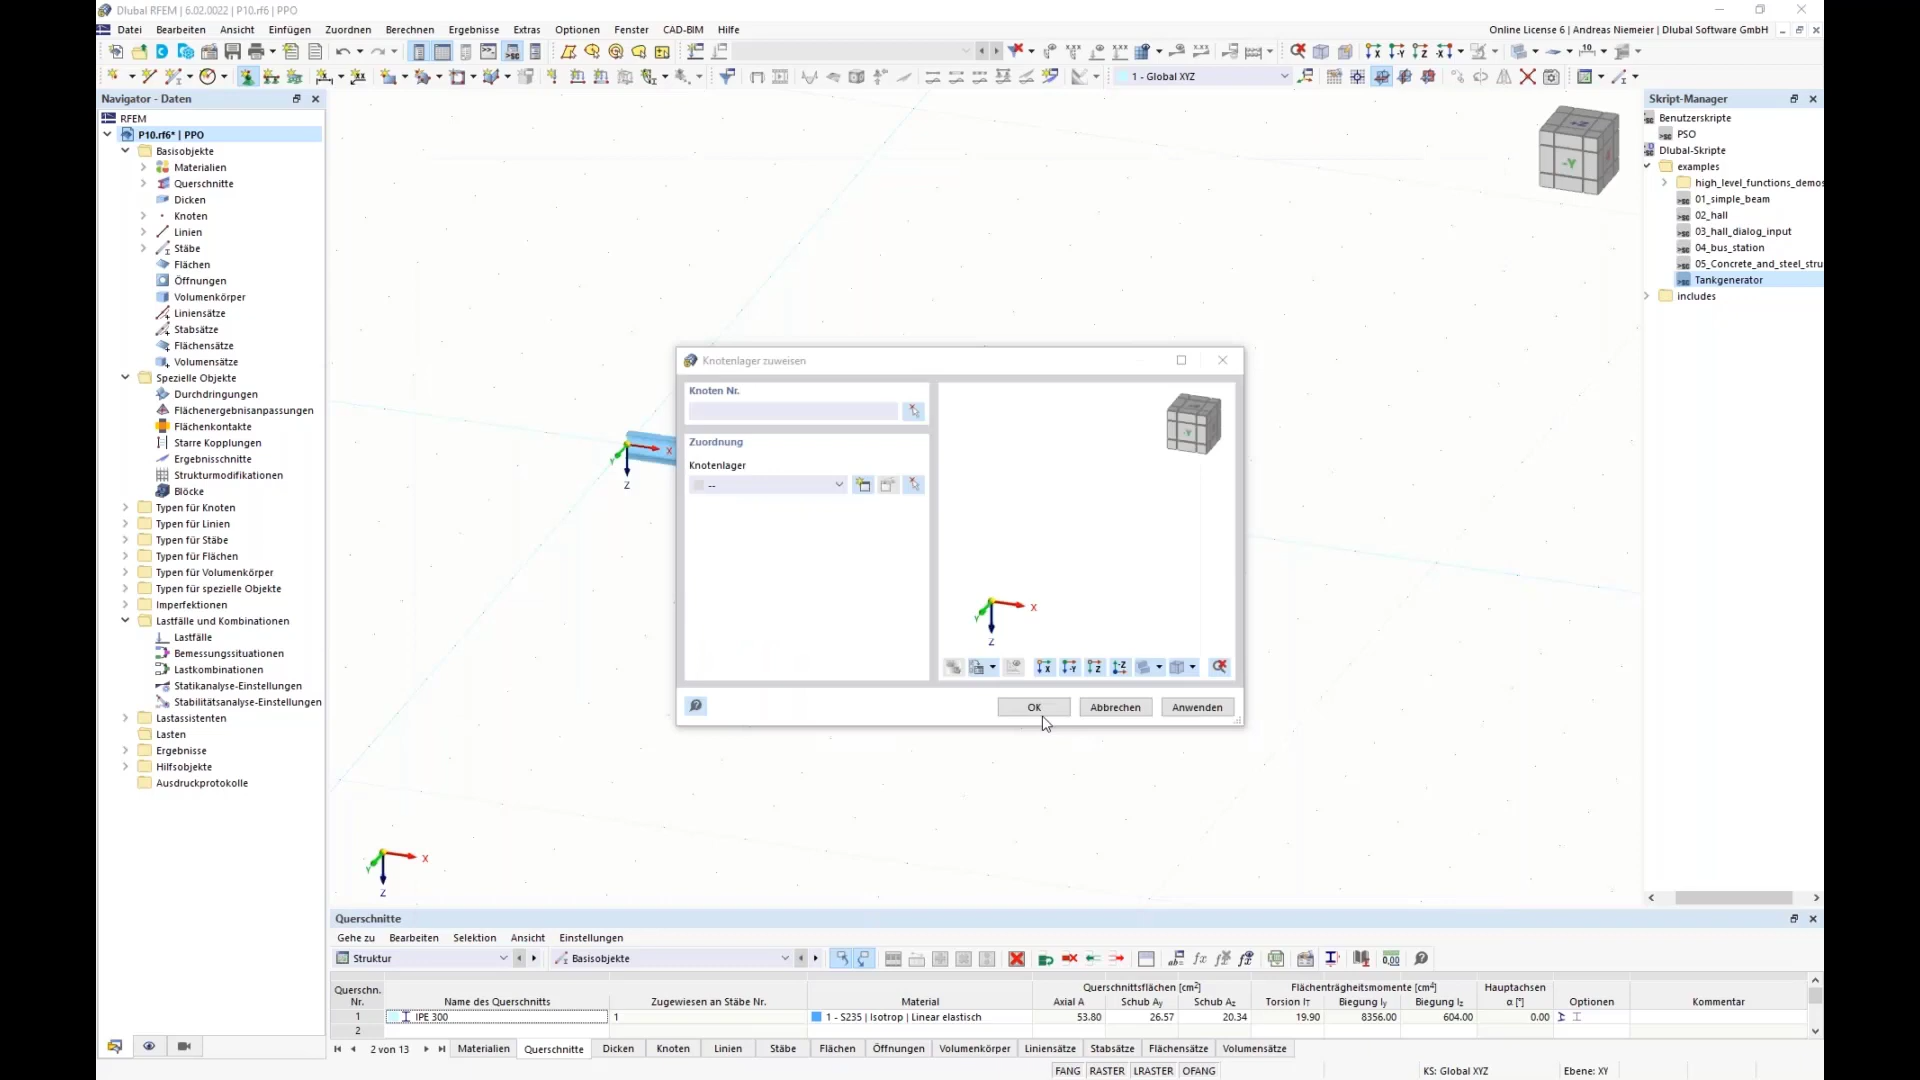 Dlubal RFEM | 6.02.0022 | P10.rf6 | PPO
Datei Bearbeiten Ansicht Einfügen Zuordnen Berechnen Ergebnisse Extras Optionen Fenster CAD-BIM Hilfe
Online License 6 | Andreas Niemeier | Dlubal Software GmbH
1 - Global XYZ
Navigator - Daten
RFEM
P10.rf6* | PPO
Basisobjekte
Materialien
Querschnitte
Dicken
Knoten
Linien
Stäbe
Flächen
Öffnungen
Volumenkörper
Liniensätze
Stabsätze
Flächensätze
Volumensätze
Spezielle Objekte
Durchdringungen
Flächenergebnisanpassungen
Flächenkontakte
Starre Kopplungen
Ergebnisschnitte
Strukturmodifikationen
Blöcke
Typen für Knoten
Typen für Linien
Typen für Stäbe
Typen für Flächen
Typen für Volumenkörper
Typen für spezielle Objekte
Imperfektionen
Lastfälle und Kombinationen
Lastfälle
Bemessungssituationen
Lastkombinationen
Statikanalyse-Einstellungen
Stabilitätsanalyse-Einstellungen
Lastassistenten
Lasten
Ergebnisse
Hilfsobjekte
Ausdruckprotokolle
Skript-Manager
Benutzerskripte
PSO
Dlubal-Skripte
examples
high_level_functions_demos
01_simple_beam
02_hall
03_hall_dialog_input
04_bus_station
05_Concrete_and_steel_stru
Tankgenerator
includes
-Y
X
Y
Z
Knotenlager zuweisen
Knoten Nr.
Zuordnung
Knotenlager
--
-Y
X
Y
Z
OK Abbrechen Anwenden
X
Y
Z
Querschnitte
Gehe zu Bearbeiten Selektion Ansicht Einstellungen
Struktur Basisobjekte
Querschn. Querschnittsflächen [cm²] Flächenträgheitsmomente [cm⁴] Hauptachsen
Nr. Name des Querschnitts Zugewiesen an Stäbe Nr. Material Axial A Schub Ay Schub Az Torsion IT Biegung Iy Biegung Iz α [°] Optionen Kommentar
1 IPE 300 1 1 - S235 | Isotrop | Linear elastisch 53.80 26.57 20.34 19.90 8356.00 604.00 0.00
2
2 von 13 Materialien Querschnitte Dicken Knoten Linien Stäbe Flächen Öffnungen Volumenkörper Liniensätze Stabsätze Flächensätze Volumensätze
FANG RASTER LRASTER OFANG KS: Global XYZ Ebene: XY